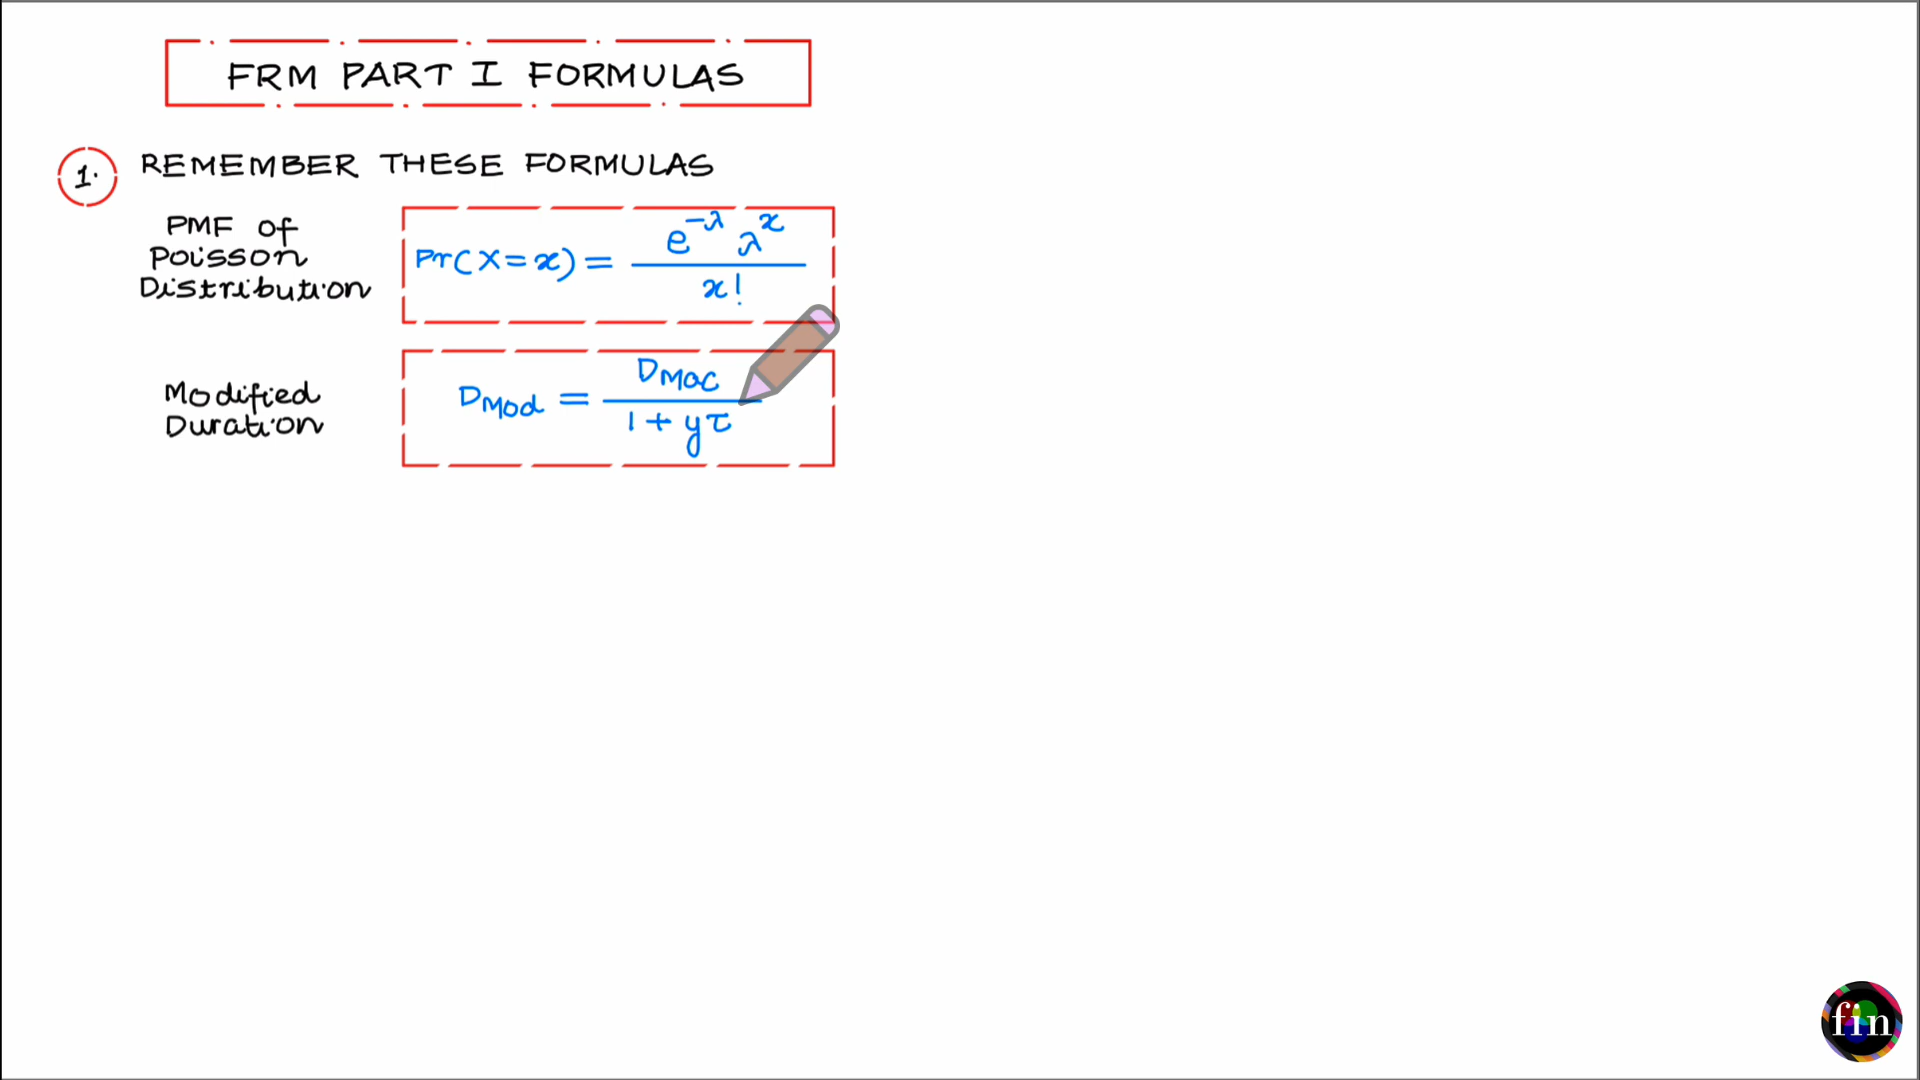 FRM PART I FORMULAS
1. REMEMBER THESE FORMULAS
PMF of
Poisson
Distribution
Pr(X=x) = e^{-λ} λ^x / x!
Modified
Duration
D_Mod = D_Mac / 1 + yτ
fin